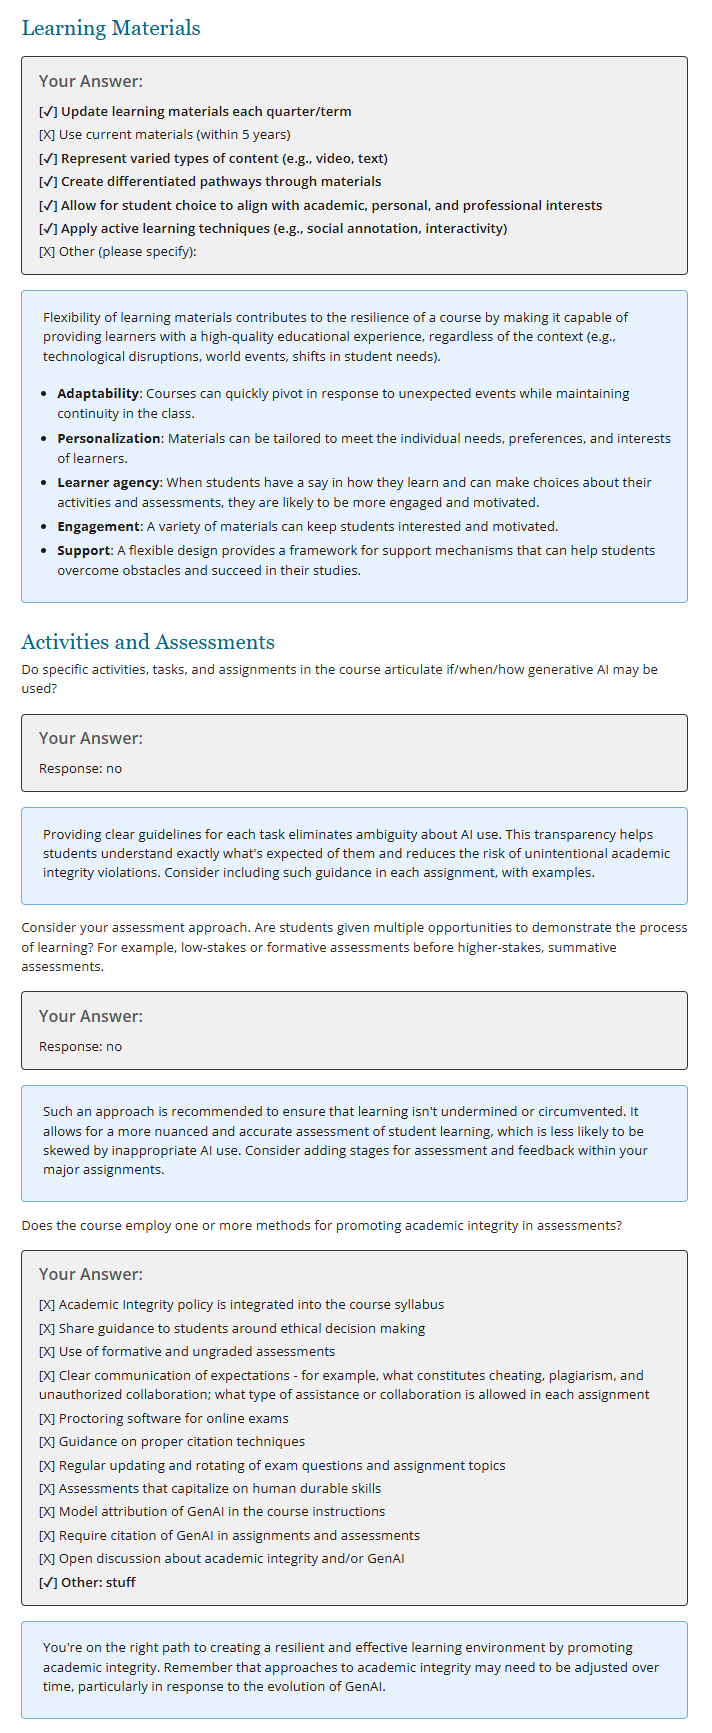 Learning Materials
Your Answer:
[✓] Update learning materials each quarter/term
[X] Use current materials (within 5 years)
[✓] Represent varied types of content (e.g., video, text)
[✓] Create differentiated pathways through materials
[✓] Allow for student choice to align with academic, personal, and professional interests
[✓] Apply active learning techniques (e.g., social annotation, interactivity)
[X] Other (please specify):
Flexibility of learning materials contributes to the resilience of a course by making it capable of
providing learners with a high-quality educational experience, regardless of the context (e.g.,
technological disruptions, world events, shifts in student needs).
• Adaptability: Courses can quickly pivot in response to unexpected events while maintaining
continuity in the class.
• Personalization: Materials can be tailored to meet the individual needs, preferences, and interests
of learners.
• Learner agency: When students have a say in how they learn and can make choices about their
activities and assessments, they are likely to be more engaged and motivated.
• Engagement: A variety of materials can keep students interested and motivated.
• Support: A flexible design provides a framework for support mechanisms that can help students
overcome obstacles and succeed in their studies.
Activities and Assessments
Do specific activities, tasks, and assignments in the course articulate if/when/how generative AI may be
used?
Your Answer:
Response: no
Providing clear guidelines for each task eliminates ambiguity about AI use. This transparency helps
students understand exactly what's expected of them and reduces the risk of unintentional academic
integrity violations. Consider including such guidance in each assignment, with examples.
Consider your assessment approach. Are students given multiple opportunities to demonstrate the process
of learning? For example, low-stakes or formative assessments before higher-stakes, summative
assessments.
Your Answer:
Response: no
Such an approach is recommended to ensure that learning isn't undermined or circumvented. It
allows for a more nuanced and accurate assessment of student learning, which is less likely to be
skewed by inappropriate AI use. Consider adding stages for assessment and feedback within your
major assignments.
Does the course employ one or more methods for promoting academic integrity in assessments?
Your Answer:
[X] Academic Integrity policy is integrated into the course syllabus
[X] Share guidance to students around ethical decision making
[X] Use of formative and ungraded assessments
[X] Clear communication of expectations - for example, what constitutes cheating, plagiarism, and
unauthorized collaboration; what type of assistance or collaboration is allowed in each assignment
[X] Proctoring software for online exams
[X] Guidance on proper citation techniques
[X] Regular updating and rotating of exam questions and assignment topics
[X] Assessments that capitalize on human durable skills
[X] Model attribution of GenAI in the course instructions
[X] Require citation of GenAI in assignments and assessments
[X] Open discussion about academic integrity and/or GenAI
[✓] Other: stuff
You're on the right path to creating a resilient and effective learning environment by promoting
academic integrity. Remember that approaches to academic integrity may need to be adjusted over
time, particularly in response to the evolution of GenAI.